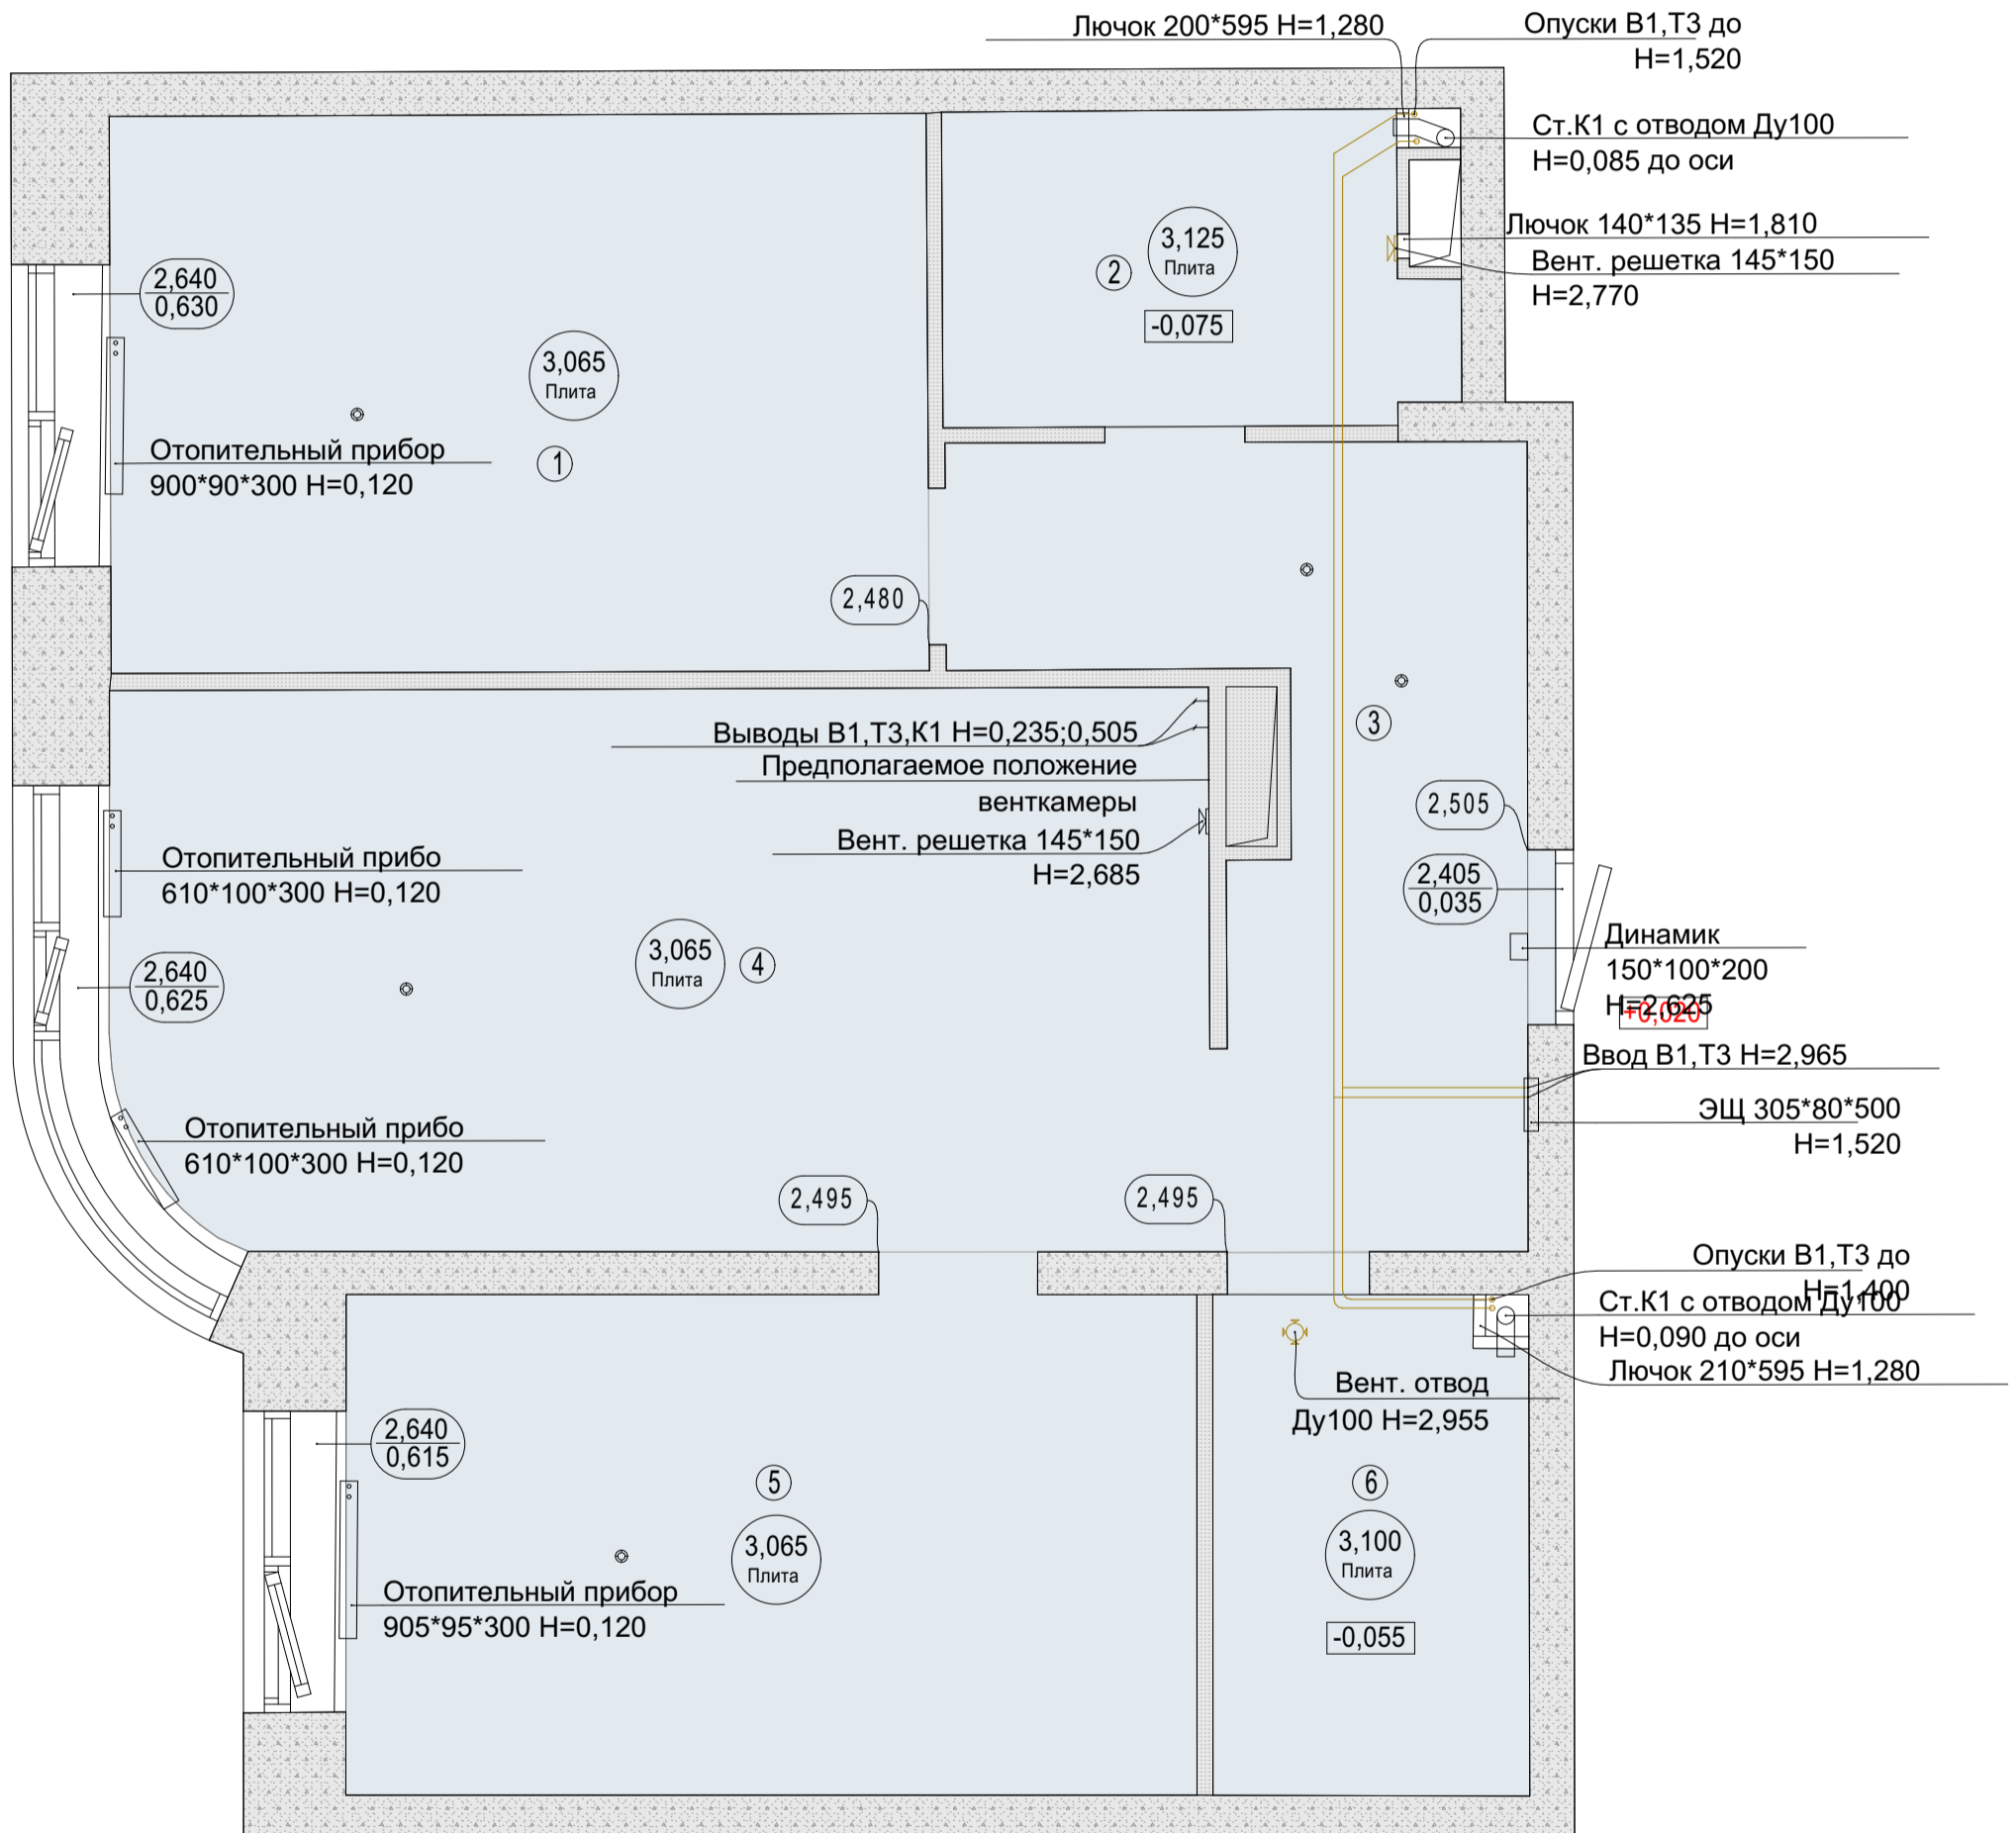 Лючок 200*595 H=1,280
Опуски В1,Т3 до
H=1,520
Ст.К1 с отводом Ду100
H=0,085 до оси
Лючок 140*135 H=1,810
Вент. решетка 145*150
H=2,770
3,125
Плита
2
-0,075
2,640
0,630
3,065
Плита
1
Отопительный прибор
900*90*300 H=0,120
2,480
3
Выводы В1,Т3,К1 H=0,235;0,505
Предполагаемое положение
венткамеры
Вент. решетка 145*150
H=2,685
2,505
2,405
0,035
Отопительный прибо
610*100*300 H=0,120
3,065
Плита
4
2,640
0,625
Динамик
150*100*200
H=2,625
+0,020
Ввод В1,Т3 H=2,965
ЭЩ 305*80*500
H=1,520
Отопительный прибо
610*100*300 H=0,120
2,495
2,495
Опуски В1,Т3 до
H=1,400
Ст.К1 с отводом Ду100
H=0,090 до оси
Лючок 210*595 H=1,280
Вент. отвод
Ду100 H=2,955
2,640
0,615
5
3,065
Плита
6
3,100
Плита
-0,055
Отопительный прибор
905*95*300 H=0,120